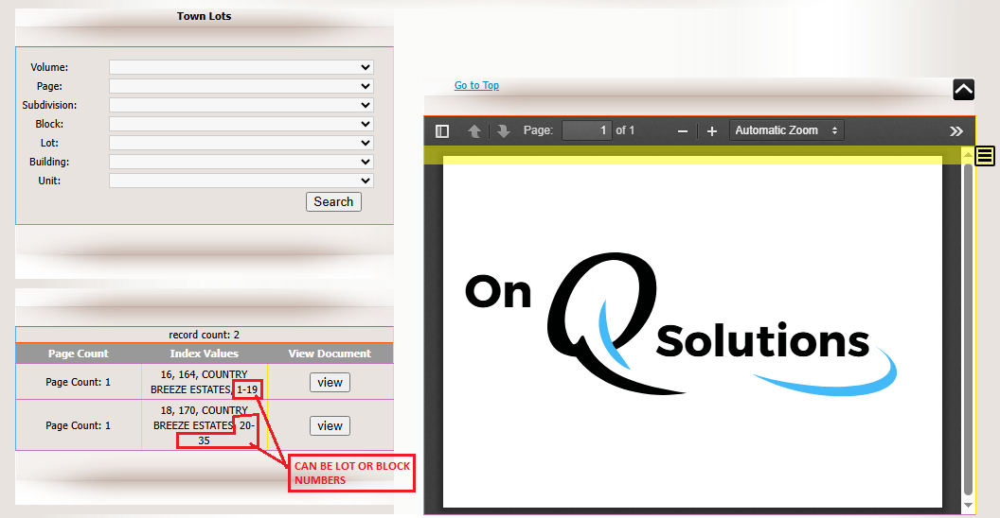 Town Lots
Volume:
Page:
Subdivision:
Block:
Lot:
Building:
Unit:
Search
record count: 2
Page Count Index Values View Document
Page Count: 1
16, 164, COUNTRY
BREEZE ESTATES, 1-19
view
Page Count: 1
18, 170, COUNTRY
BREEZE ESTATES, 20-
35
view
CAN BE LOT OR BLOCK
NUMBERS
Go to Top
Page: 1 of 1 Automatic Zoom
On Q Solutions